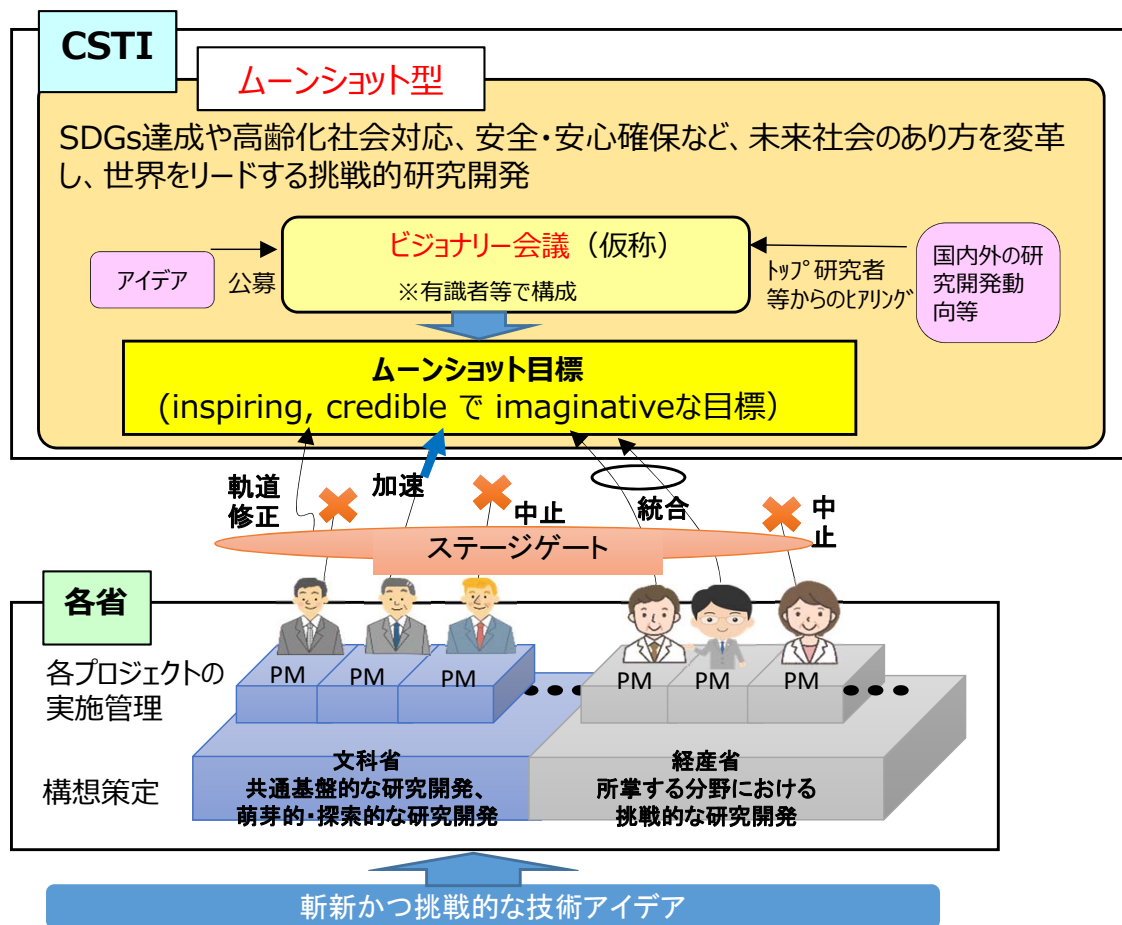 CSTI
ムーンショット型
SDGs達成や高齢化社会対応、安全・安心確保など、未来社会のあり方を変革
し、世界をリードする挑戦的研究開発
ビジョナリー会議（仮称）
※有識者等で構成
アイデア
公募
ﾄｯﾌﾟ研究者
等からのﾋｱﾘﾝｸﾞ
国内外の研
究開発動
向等
ムーンショット目標
(inspiring, credible で imaginativeな目標）
軌道
修正
加速
中止
統合
中
止
ステージゲート
各省
各プロジェクトの
実施管理
PM
PM
PM
••••
PM
PM
PM
••••
構想策定
文科省
共通基盤的な研究開発、
萌芽的・探索的な研究開発
経産省
所掌する分野における
挑戦的な研究開発
斬新かつ挑戦的な技術アイデア